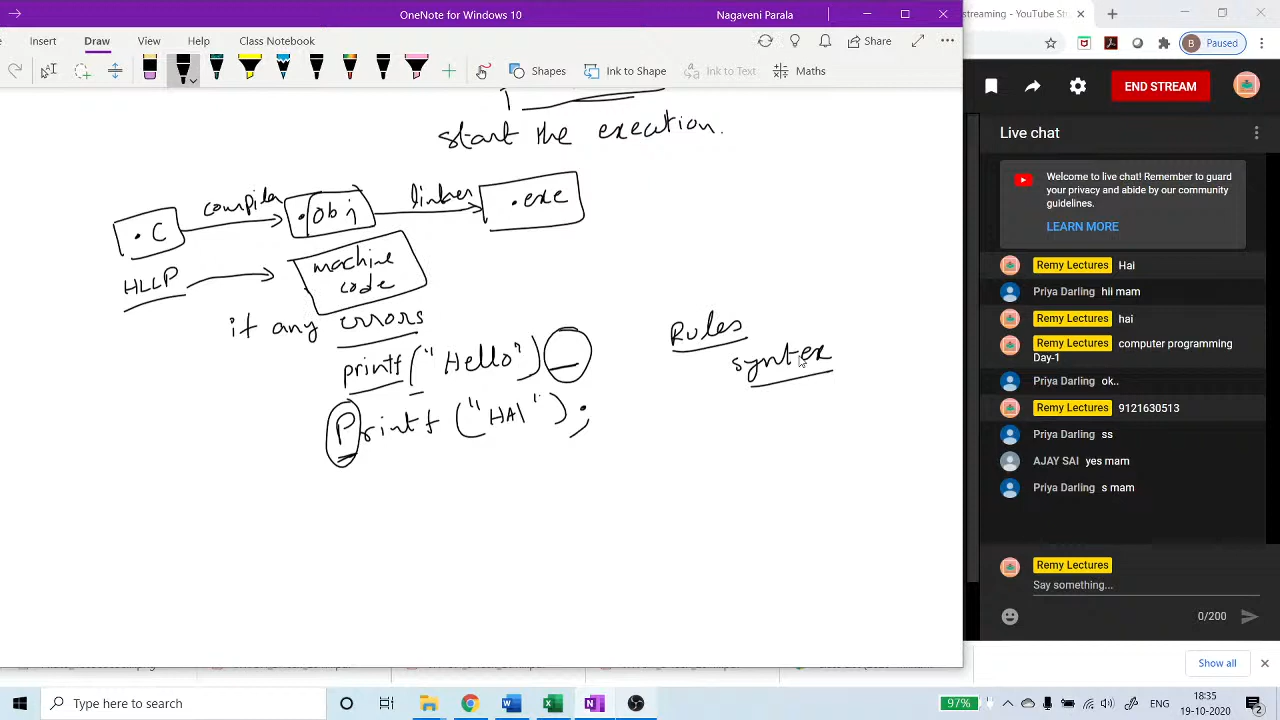 OneNote for Windows 10
Nagaveni Parala
streaming - YouTube St
Insert Draw View Help Class Notebook
Share
Shapes
Ink to Shape
Ink to Text
Maths
B Paused
END STREAM
start the execution.
compiler
linker
.C
.obj
.exe
HLLP
machine
code
if any errors
printf("Hello")
Printf ("HAI");
Rules
syntex
Live chat
Welcome to live chat! Remember to
guard your privacy and abide by our community
guidelines.
LEARN MORE
Remy Lectures Hai
Priya Darling hii mam
Remy Lectures hai
Remy Lectures computer programming
Day-1
Priya Darling ok..
Remy Lectures 9121630513
Priya Darling ss
AJAY SAI yes mam
Priya Darling s mam
Remy Lectures
Say something...
0/200
Show all
Type here to search
97%
ENG
18:35
19-10-2020
2